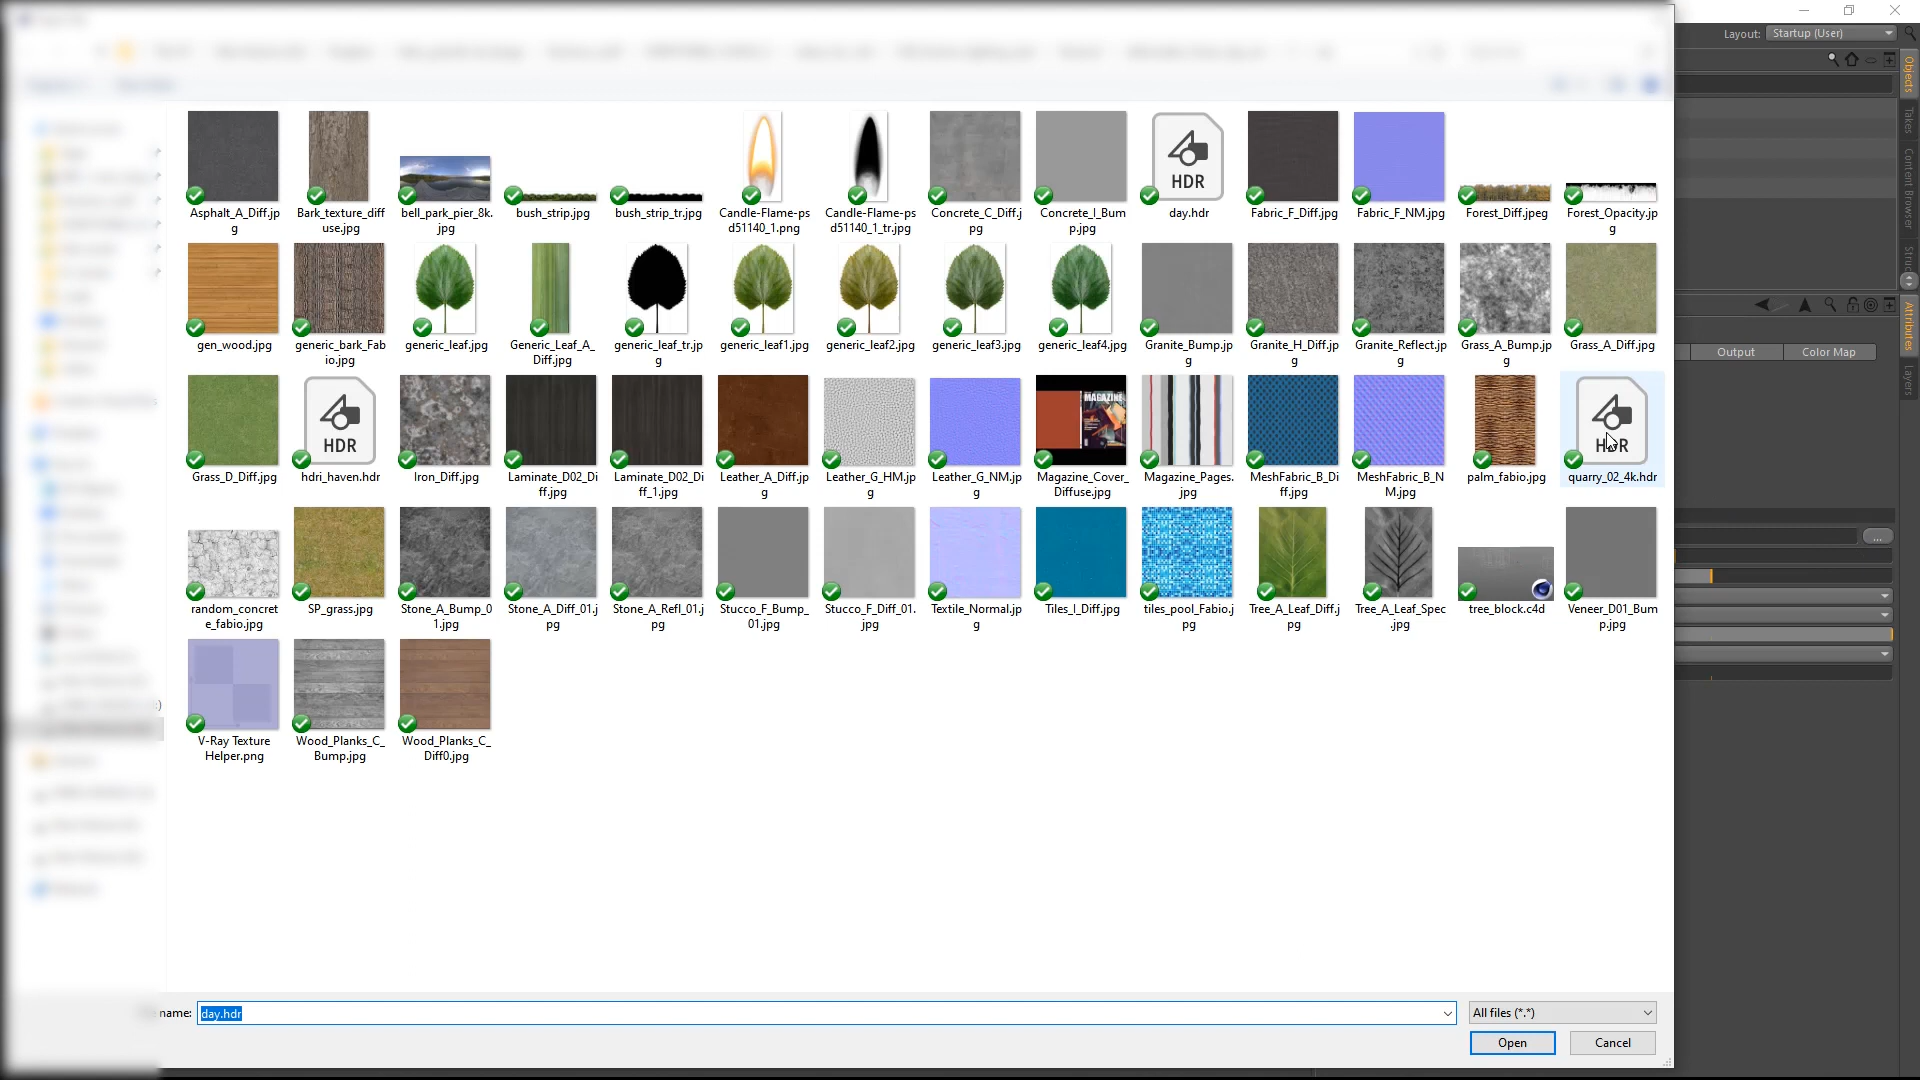 Layout: Startup (User)
Objects
Takes
Content Browser
Struc
Attributes
Layers
Output
Color Map
...
HDR
Asphalt_A_Diff.jp
g
Bark_texture_diff
use.jpg
bell_park_pier_8k.
jpg
bush_strip.jpg
bush_strip_tr.jpg
Candle-Flame-ps
d51140_1.png
Candle-Flame-ps
d51140_1_tr.jpg
Concrete_C_Diff.j
pg
Concrete_I_Bum
p.jpg
day.hdr
Fabric_F_Diff.jpg
Fabric_F_NM.jpg
Forest_Diff.jpeg
Forest_Opacity.jp
g
gen_wood.jpg
generic_bark_Fab
io.jpg
generic_leaf.jpg
Generic_Leaf_A_
Diff.jpg
generic_leaf_tr.jp
g
generic_leaf1.jpg
generic_leaf2.jpg
generic_leaf3.jpg
generic_leaf4.jpg
Granite_Bump.jp
g
Granite_H_Diff.jp
g
Granite_Reflect.jp
g
Grass_A_Bump.jp
g
Grass_A_Diff.jpg
HDR
MAGAZINE
HDR
Grass_D_Diff.jpg
hdri_haven.hdr
Iron_Diff.jpg
Laminate_D02_Di
ff.jpg
Laminate_D02_Di
ff_1.jpg
Leather_A_Diff.jp
g
Leather_G_HM.jp
g
Leather_G_NM.jp
g
Magazine_Cover_
Diffuse.jpg
Magazine_Pages.
jpg
MeshFabric_B_Di
ff.jpg
MeshFabric_B_N
M.jpg
palm_fabio.jpg
quarry_02_4k.hdr
random_concret
e_fabio.jpg
SP_grass.jpg
Stone_A_Bump_0
1.jpg
Stone_A_Diff_01.j
pg
Stone_A_Refl_01.j
pg
Stucco_F_Bump_
01.jpg
Stucco_F_Diff_01.
jpg
Textile_Normal.jp
g
Tiles_I_Diff.jpg
tiles_pool_Fabio.j
pg
Tree_A_Leaf_Diff.j
pg
Tree_A_Leaf_Spec
.jpg
tree_block.c4d
Veneer_D01_Bum
p.jpg
V-Ray Texture
Helper.png
Wood_Planks_C_
Bump.jpg
Wood_Planks_C_
Diff0.jpg
name: day.hdr
All files (*.*)
Open
Cancel